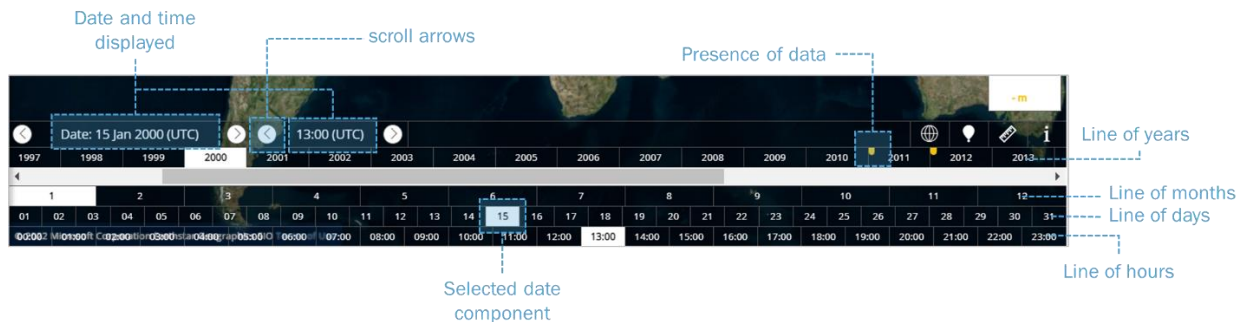 Date and time
displayed
scroll arrows
Presence of data
- m
Date: 15 Jan 2000 (UTC)
13:00 (UTC)
Line of years
1997 1998 1999 2000 2001 2002 2003 2004 2005 2006 2007 2008 2009 2010 2011 2012 2013
1 2 3 4 5 6 7 8 9 10 11 12
Line of months
01 02 03 04 05 06 07 08 09 10 11 12 13 14 15 16 17 18 19 20 21 22 23 24 25 26 27 28 29 30 31
Line of days
00:00 01:00 02:00 03:00 04:00 05:00 06:00 07:00 08:00 09:00 10:00 11:00 12:00 13:00 14:00 15:00 16:00 17:00 18:00 19:00 20:00 21:00 22:00 23:00
Microsoft Corporation
Line of hours
Selected date
component